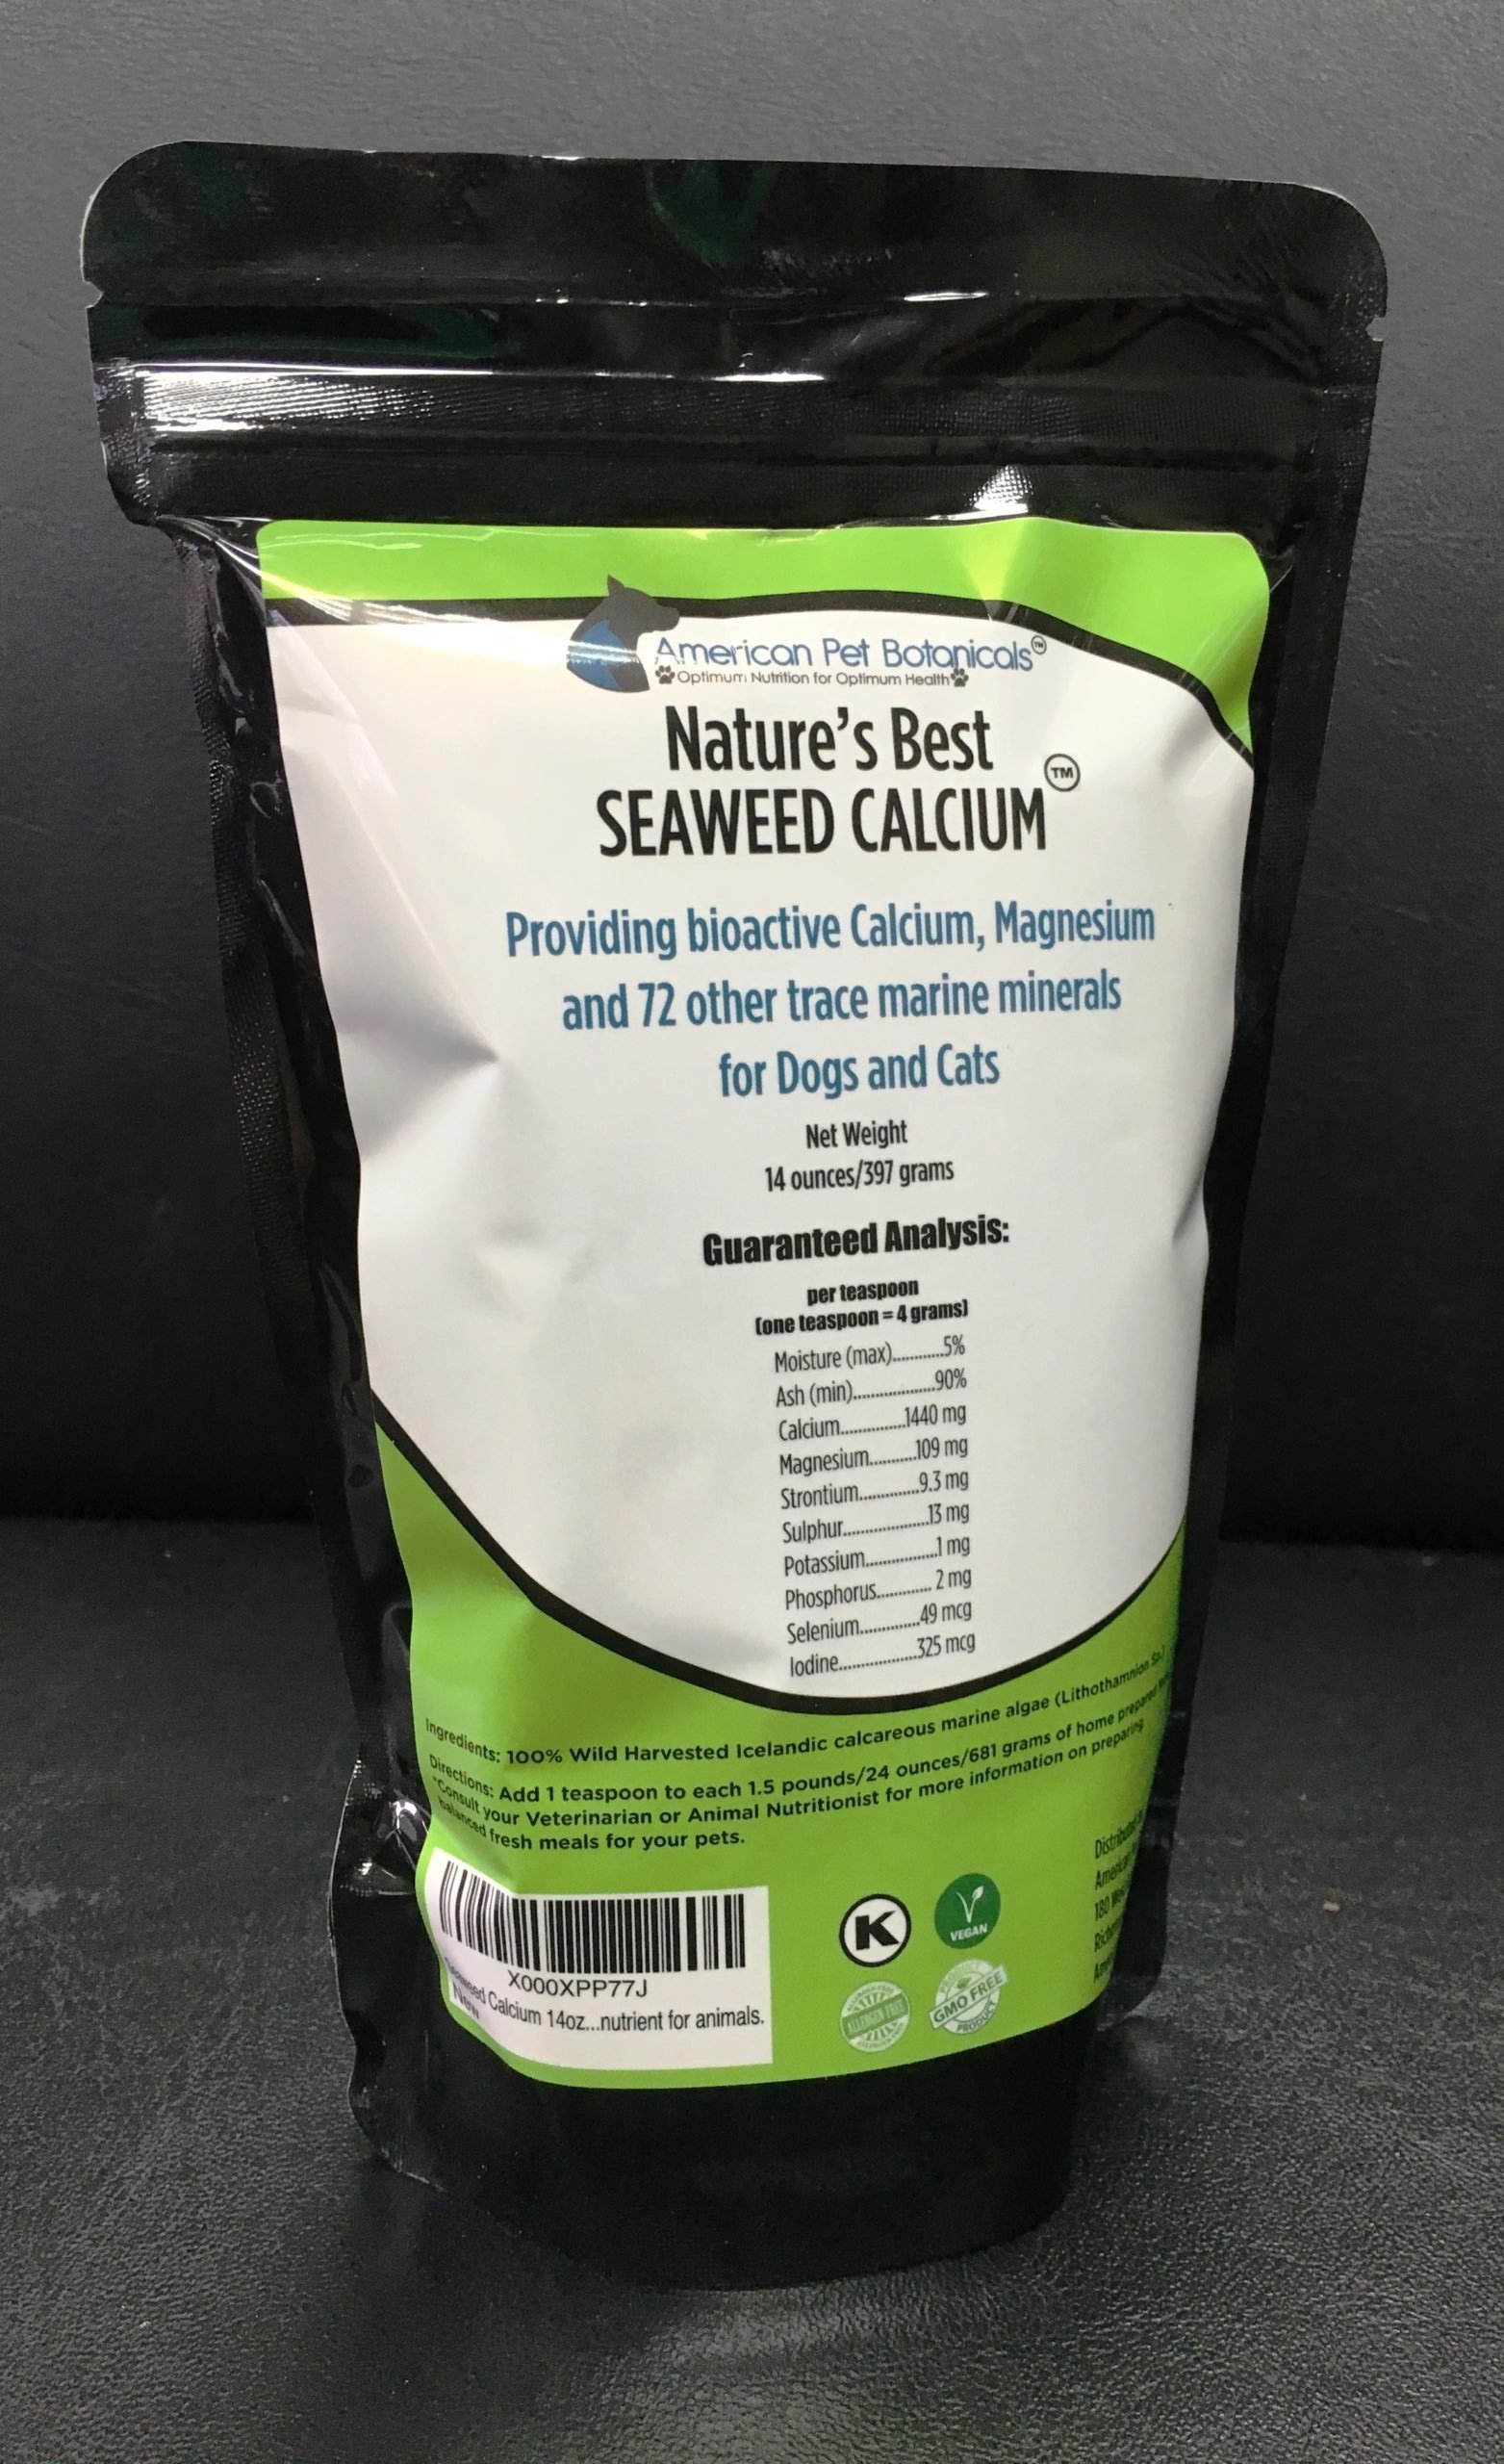 American Pet Botanicals™
Optimum Nutrition for Optimum Health
Nature's Best
SEAWEED CALCIUM™
Providing bioactive Calcium, Magnesium
and 72 other trace marine minerals
for Dogs and Cats
Net Weight
14 ounces/397 grams
Guaranteed Analysis:
per teaspoon
(one teaspoon = 4 grams)
Moisture (max)............5%
Ash (min)...................90%
Calcium...............1440 mg
Magnesium...........109 mg
Strontium..............9.3 mg
Sulphur....................13 mg
Potassium.................1 mg
Phosphorus............. 2 mg
Selenium..............49 mcg
Iodine..................325 mcg
Ingredients: 100% Wild Harvested Icelandic calcareous marine algae (Lithothamnion Sp.)
Directions: Add 1 teaspoon to each 1.5 pounds/24 ounces/681 grams of home prepared
*Consult your Veterinarian or Animal Nutritionist for more information on preparing
balanced fresh meals for your pets.
X000XPP77J
Calcium 14oz...nutrient for animals.
New
K
VEGAN
ALLERGEN FREE
PRODUCT
GMO FREE
PRODUCT
180